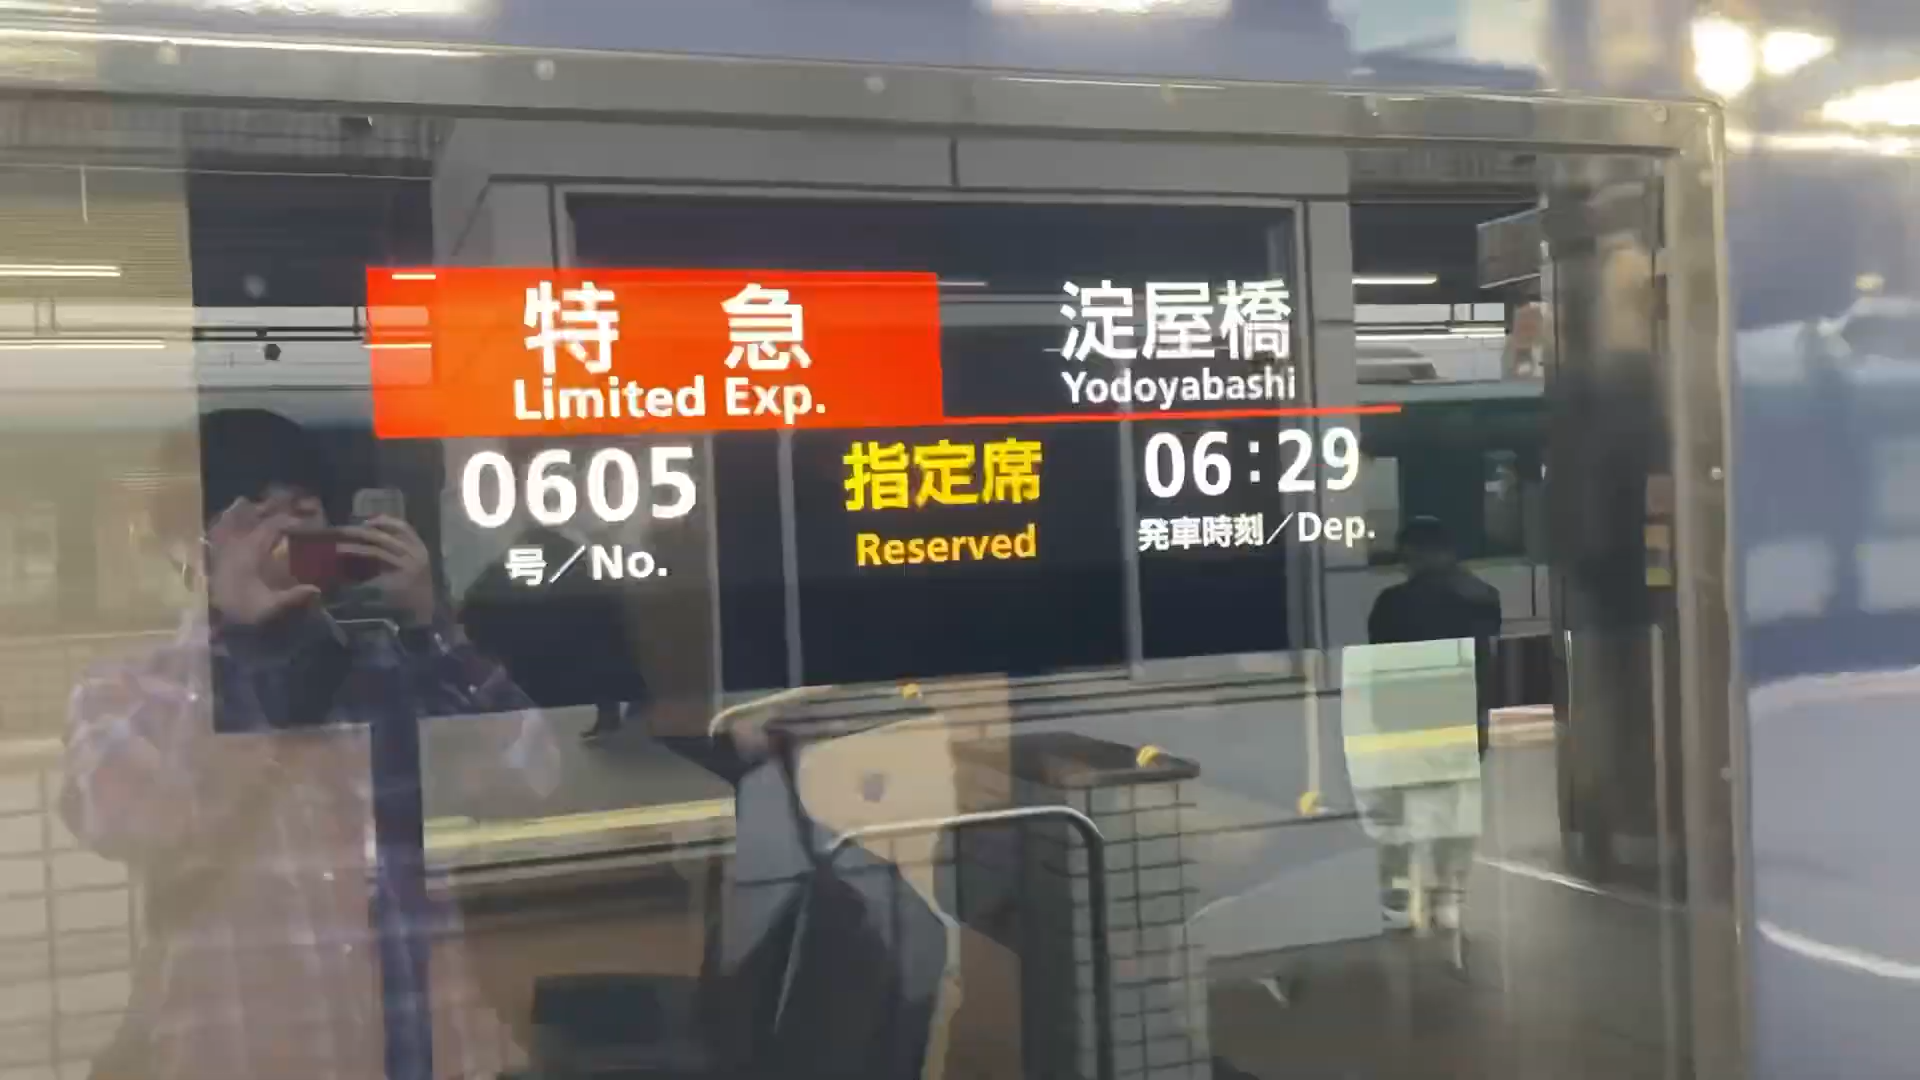 特 急 淀屋橋
Limited Exp. Yodoyabashi
0605 指定席 06:29
号/No. Reserved 発車時刻/Dep.